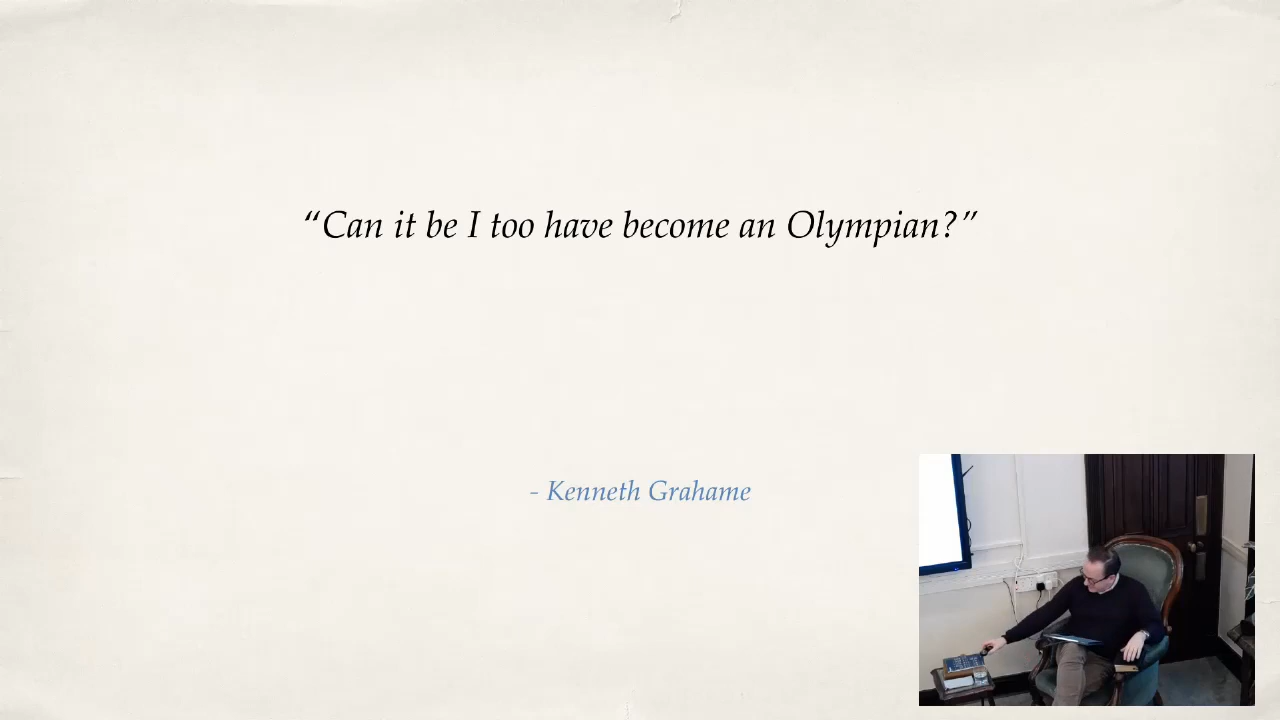 “Can it be I too have become an Olympian?”
- Kenneth Grahame